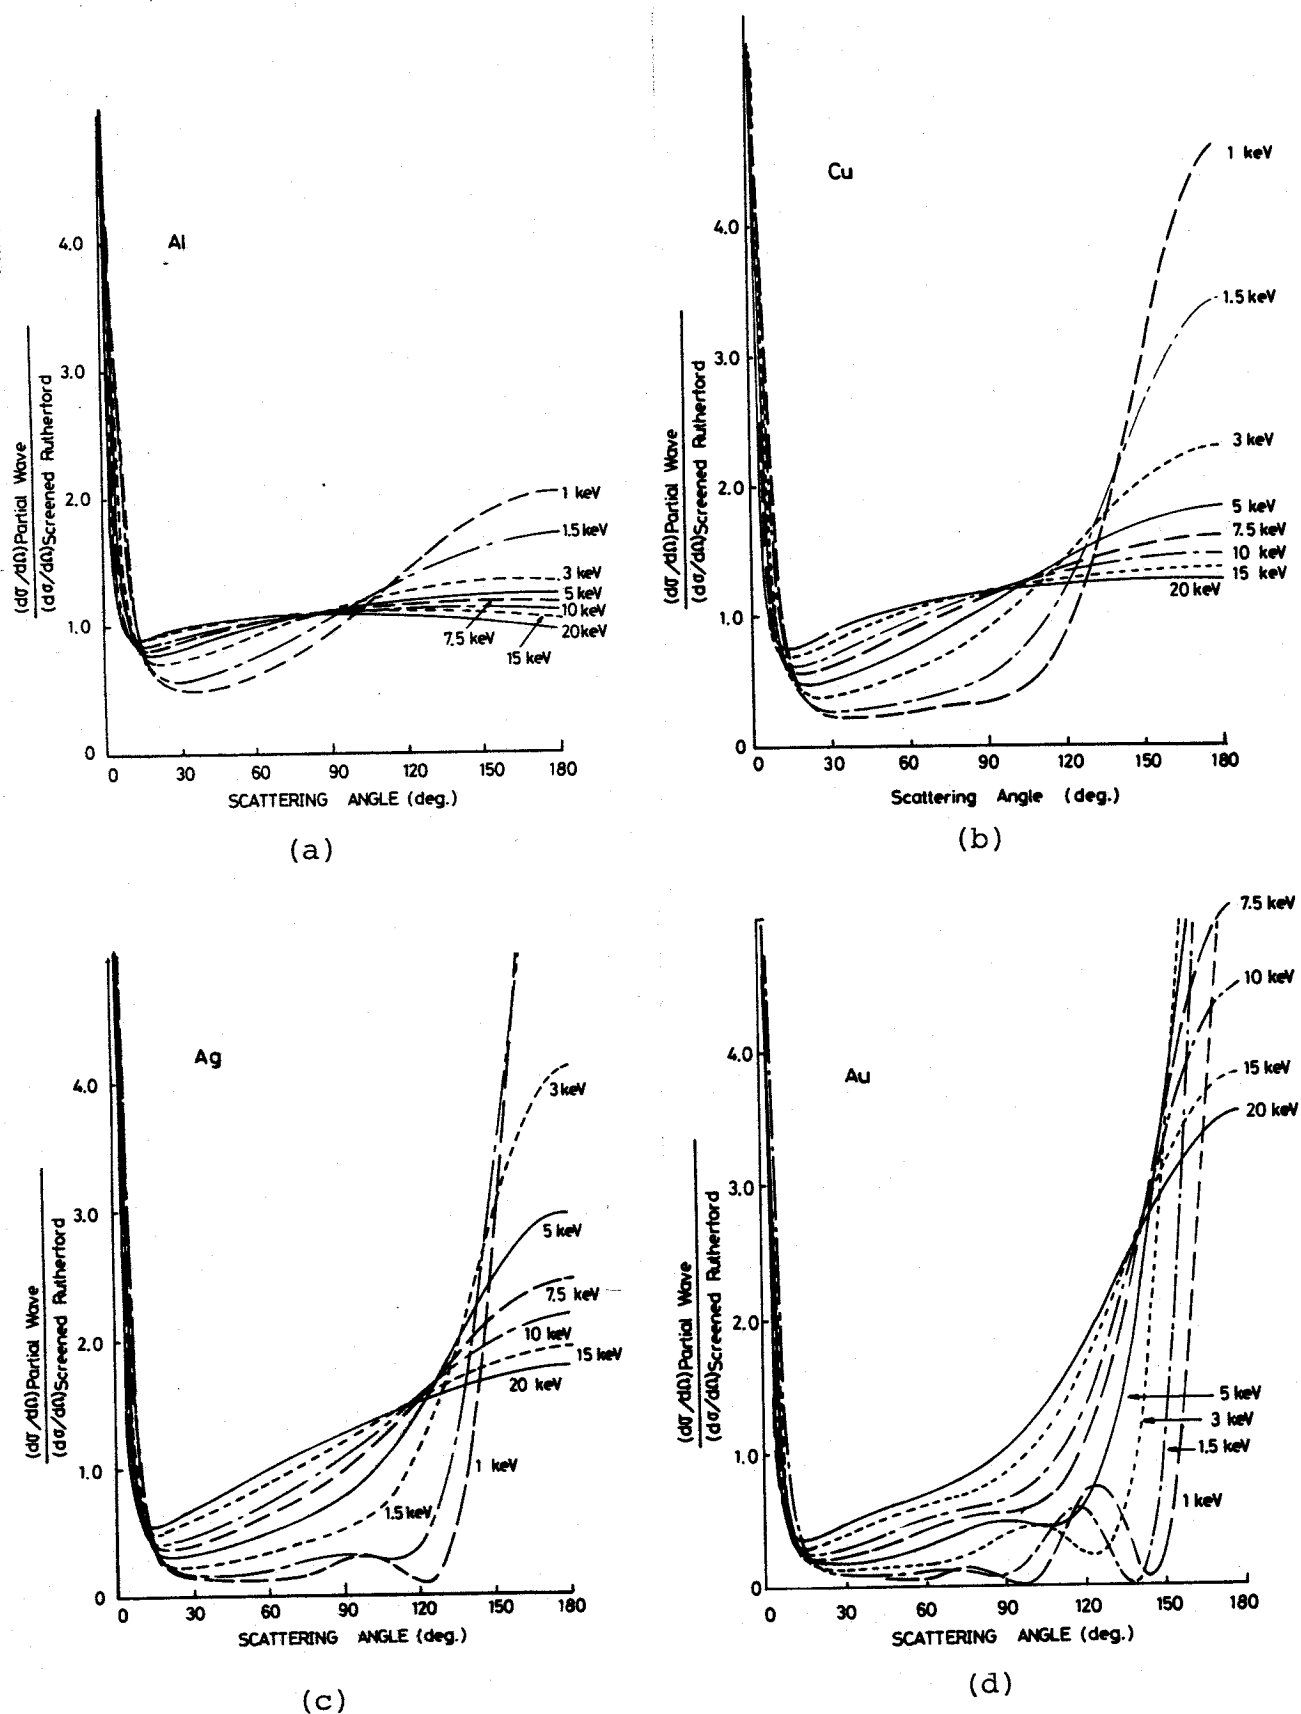 Al
4.0
3.0
2.0
1.0
0
(dσ/dΩ)Partial Wave
(dσ/dΩ)Screened Rutherford
1 keV
1.5 keV
3 keV
5 keV
10 keV
20 keV
7.5 keV
15 keV
0 30 60 90 120 150 180
SCATTERING ANGLE (deg.)
(a)
Cu
4.0
3.0
2.0
1.0
0
(dσ/dΩ)Partial Wave
(dσ/dΩ)Screened Rutherford
1 keV
1.5 keV
3 keV
5 keV
7.5 keV
10 keV
15 keV
20 keV
0 30 60 90 120 150 180
Scattering Angle (deg.)
(b)
Ag
4.0
3.0
2.0
1.0
0
(dσ/dΩ)Partial Wave
(dσ/dΩ)Screened Rutherford
3 keV
5 keV
7.5 keV
10 keV
15 keV
20 keV
1 keV
1.5 keV
0 30 60 90 120 150 180
SCATTERING ANGLE (deg.)
(c)
Au
4.0
3.0
2.0
1.0
0
(dσ/dΩ)Partial Wave
(dσ/dΩ)Screened Rutherford
7.5 keV
10 keV
15 keV
20 keV
5 keV
3 keV
1.5 keV
1 keV
0 30 60 90 120 150 180
SCATTERING ANGLE (deg.)
(d)